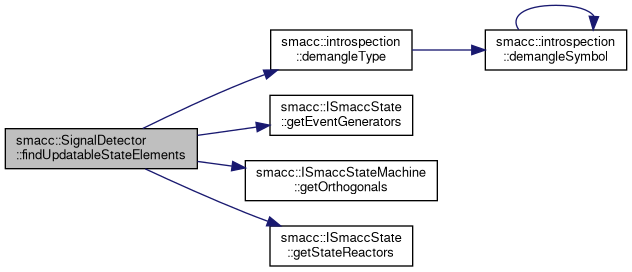 smacc::introspection
::demangleType
smacc::introspection
::demangleSymbol
smacc::ISmaccState
::getEventGenerators
smacc::SignalDetector
::findUpdatableStateElements
smacc::ISmaccStateMachine
::getOrthogonals
smacc::ISmaccState
::getStateReactors